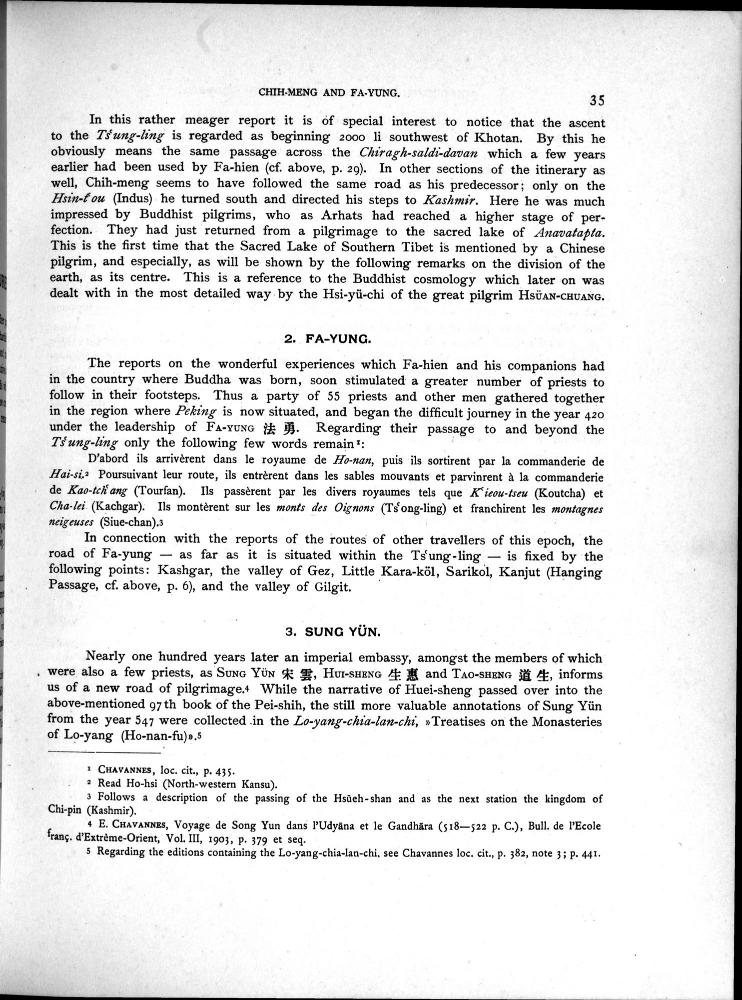 CHIH-MENG AND FA-YUNG.
35
In this rather meager report it is of special interest to notice that the ascent
to the Tsʻung-ling is regarded as beginning 2000 li southwest of Khotan. By this he
obviously means the same passage across the Chiragh-saldi-davan which a few years
earlier had been used by Fa-hien (cf. above, p. 29). In other sections of the itinerary as
well, Chih-meng seems to have followed the same road as his predecessor; only on the
Hsin-tʻou (Indus) he turned south and directed his steps to Kashmir. Here he was much
impressed by Buddhist pilgrims, who as Arhats had reached a higher stage of per-
fection. They had just returned from a pilgrimage to the sacred lake of Anavatapta.
This is the first time that the Sacred Lake of Southern Tibet is mentioned by a Chinese
pilgrim, and especially, as will be shown by the following remarks on the division of the
earth, as its centre. This is a reference to the Buddhist cosmology which later on was
dealt with in the most detailed way by the Hsi-yü-chi of the great pilgrim HSÜAN-CHUANG.
2. FA-YUNG.
The reports on the wonderful experiences which Fa-hien and his companions had
in the country where Buddha was born, soon stimulated a greater number of priests to
follow in their footsteps. Thus a party of 55 priests and other men gathered together
in the region where Peking is now situated, and began the difficult journey in the year 420
under the leadership of FA-YUNG 法 勇. Regarding their passage to and beyond the
Tsʻung-ling only the following few words remain¹:
D'abord ils arrivèrent dans le royaume de Ho-nan, puis ils sortirent par la commanderie de
Hai-si.² Poursuivant leur route, ils entrèrent dans les sables mouvants et parvinrent à la commanderie
de Kao-tchʻang (Tourfan). Ils passèrent par les divers royaumes tels que Kʻieou-tseu (Koutcha) et
Cha-lei (Kachgar). Ils montèrent sur les monts des Oignons (Tsʻong-ling) et franchirent les montagnes
neigeuses (Siue-chan).³
In connection with the reports of the routes of other travellers of this epoch, the
road of Fa-yung — as far as it is situated within the Tsʻung-ling — is fixed by the
following points: Kashgar, the valley of Gez, Little Kara-köl, Sarikol, Kanjut (Hanging
Passage, cf. above, p. 6), and the valley of Gilgit.
3. SUNG YÜN.
Nearly one hundred years later an imperial embassy, amongst the members of which
were also a few priests, as SUNG YÜN 宋 雲, HUI-SHENG 生 惠 and TAO-SHENG 道 生, informs
us of a new road of pilgrimage.⁴ While the narrative of Huei-sheng passed over into the
above-mentioned 97th book of the Pei-shih, the still more valuable annotations of Sung Yün
from the year 547 were collected in the Lo-yang-chia-lan-chi, »Treatises on the Monasteries
of Lo-yang (Ho-nan-fu)».⁵
¹ CHAVANNES, loc. cit., p. 435.
² Read Ho-hsi (North-western Kansu).
³ Follows a description of the passing of the Hsüeh-shan and as the next station the kingdom of
Chi-pin (Kashmir).
⁴ E. CHAVANNES, Voyage de Song Yun dans l'Udyāna et le Gandhāra (518—522 p. C.), Bull. de l'Ecole
franç. d'Extrême-Orient, Vol. III, 1903, p. 379 et seq.
⁵ Regarding the editions containing the Lo-yang-chia-lan-chi. see Chavannes loc. cit., p. 382, note 3; p. 441.